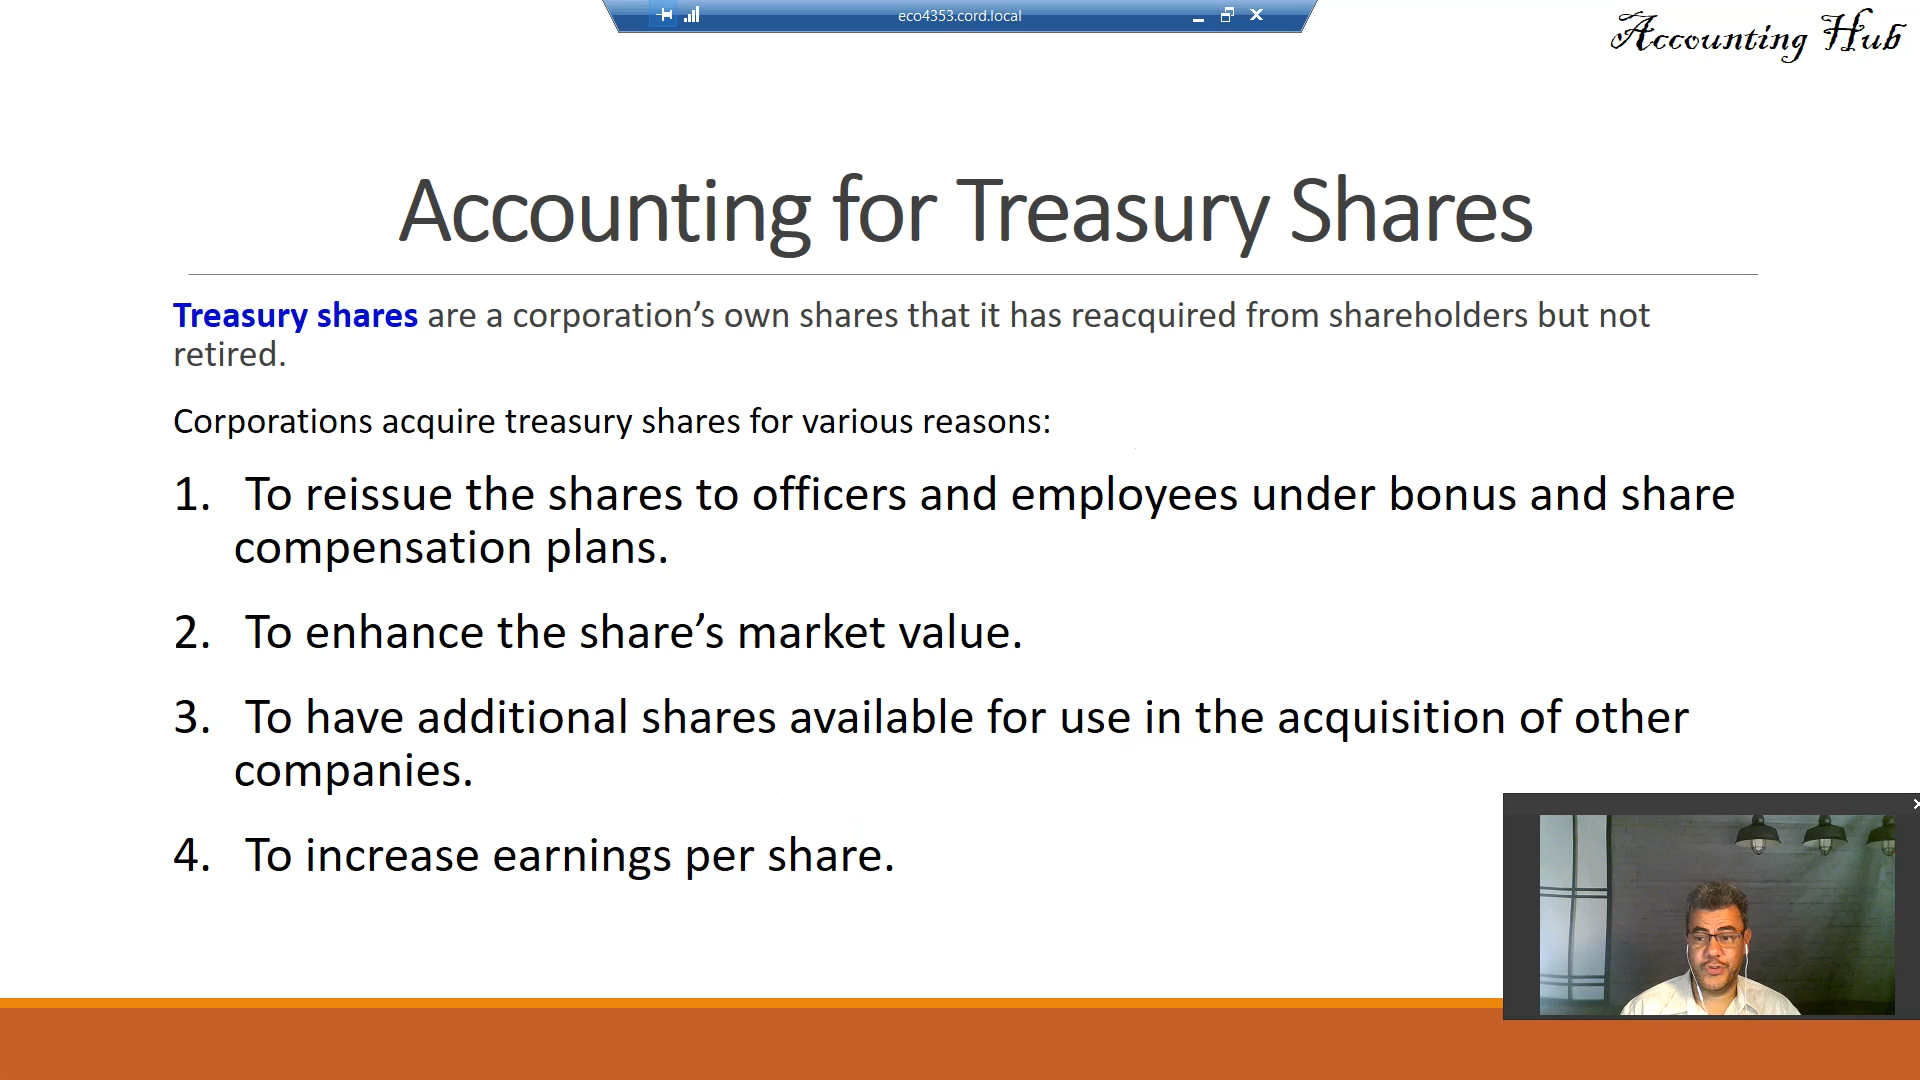 eco4353.cord.local
Accounting Hub
Accounting for Treasury Shares
Treasury shares are a corporation’s own shares that it has reacquired from shareholders but not
retired.
Corporations acquire treasury shares for various reasons:
1. To reissue the shares to officers and employees under bonus and share
compensation plans.
2. To enhance the share’s market value.
3. To have additional shares available for use in the acquisition of other
companies.
4. To increase earnings per share.